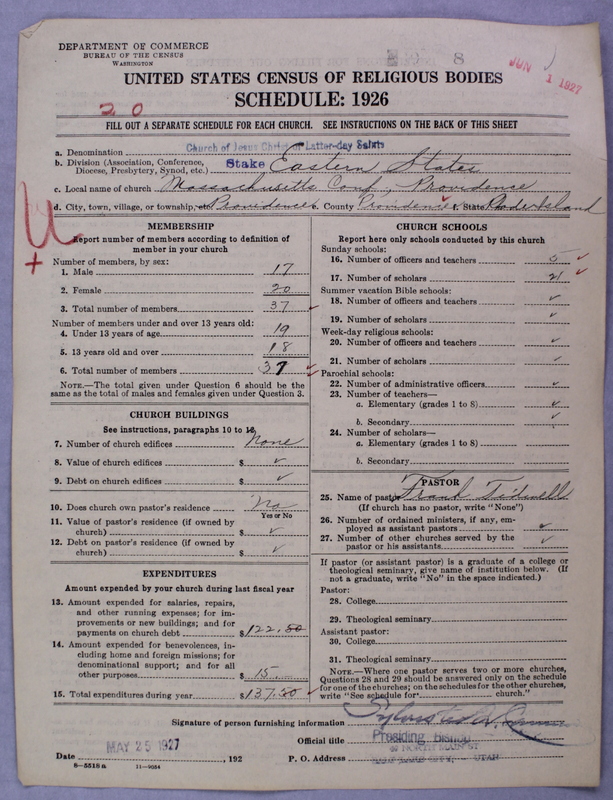 DEPARTMENT OF COMMERCE
BUREAU OF THE CENSUS
WASHINGTON
8
JUN 1 1927
UNITED STATES CENSUS OF RELIGIOUS BODIES
SCHEDULE: 1926
20
FILL OUT A SEPARATE SCHEDULE FOR EACH CHURCH. SEE INSTRUCTIONS ON THE BACK OF THIS SHEET
a. Denomination Church of Jesus Christ of Latter-day Saints
b. Division (Association, Conference, Diocese, Presbytery, Synod, etc.) Stake Eastern States
c. Local name of church Massachusetts Conf., Providence
d. City, town, village, or township, etc. Providence e. County Providence f. State Rhode Island
MEMBERSHIP
Report number of members according to definition of
member in your church
Number of members, by sex:
1. Male 17
2. Female 20
3. Total number of members 37
Number of members under and over 13 years old:
4. Under 13 years of age 19
5. 13 years old and over 18
6. Total number of members 37
NOTE.—The total given under Question 6 should be the
same as the total of males and females given under Question 3.
CHURCH BUILDINGS
See instructions, paragraphs 10 to 12
7. Number of church edifices None
8. Value of church edifices $ ✓
9. Debt on church edifices $ ✓
10. Does church own pastor's residence No
Yes or No
11. Value of pastor's residence (if owned by
church) $ ✓
12. Debt on pastor's residence (if owned by
church) $ ✓
EXPENDITURES
Amount expended by your church during last fiscal year
13. Amount expended for salaries, repairs,
and other running expenses; for im-
provements or new buildings; and for
payments on church debt $122.50
14. Amount expended for benevolences, in-
cluding home and foreign missions; for
denominational support; and for all
other purposes $ 15.
15. Total expenditures during year $137.50
CHURCH SCHOOLS
Report here only schools conducted by this church
Sunday schools:
16. Number of officers and teachers
17. Number of scholars 21
Summer vacation Bible schools:
18. Number of officers and teachers ✓
19. Number of scholars ✓
Week-day religious schools:
20. Number of officers and teachers ✓
21. Number of scholars ✓
Parochial schools:
22. Number of administrative officers ✓
23. Number of teachers—
a. Elementary (grades 1 to 8) ✓
b. Secondary ✓
24. Number of scholars—
a. Elementary (grades 1 to 8) ✓
b. Secondary ✓
PASTOR
25. Name of pastor Frank Tidwell
(If church has no pastor, write "None")
26. Number of ordained ministers, if any, em-
ployed as assistant pastors ✓
27. Number of other churches served by the
pastor or his assistants ✓
If pastor (or assistant pastor) is a graduate of a college or
theological seminary, give name of institution below. (If
not a graduate, write "No" in the space indicated.)
Pastor:
28. College
29. Theological seminary
Assistant pastor:
30. College
31. Theological seminary
NOTE.—Where one pastor serves two or more churches,
Questions 28 and 29 should be answered only on the schedule
for one of the churches; on the schedules for the other churches,
write "See schedule for church."
Signature of person furnishing information
Official title Presiding Bishop
Date MAY 25 1927, 192 P. O. Address 40 NORTH MAIN ST
SALT LAKE CITY, UTAH
8—5518 a 11—9054